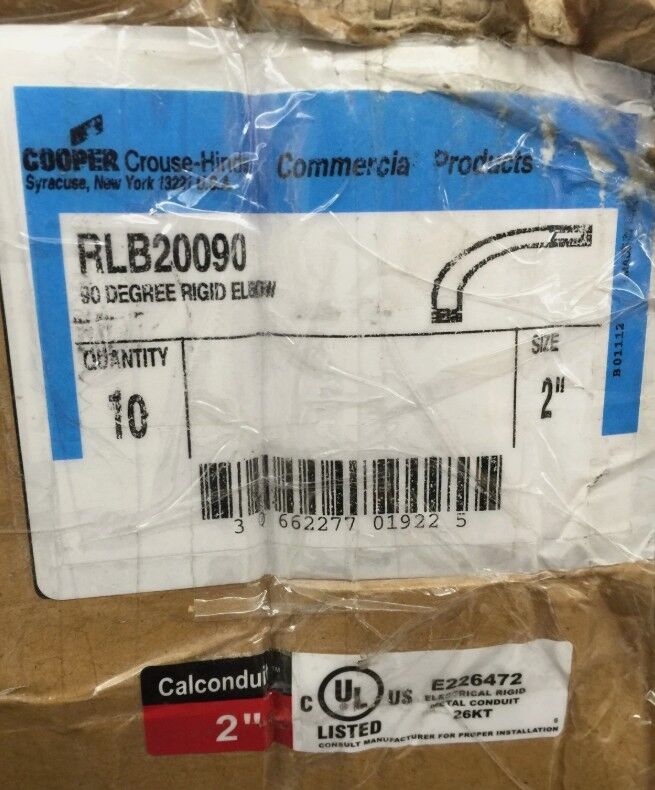 COOPER Crouse-Hinds Commercial Products
Syracuse, New York 13221 U.S.A.
RLB20090
90 DEGREE RIGID ELBOW
QUANTITY
10
SIZE
2"
B01112
3 0 662277 01922 5
Calconduit™
2"
C UL US
LISTED
E226472
ELECTRICAL RIGID
METAL CONDUIT
26KT
CONSULT MANUFACTURER FOR PROPER INSTALLATION